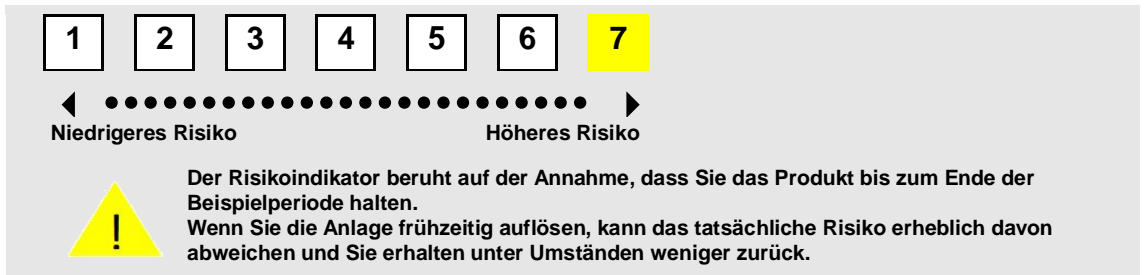 1 2 3 4 5 6 7
Niedrigeres Risiko Höheres Risiko
Der Risikoindikator beruht auf der Annahme, dass Sie das Produkt bis zum Ende der
Beispielperiode halten.
Wenn Sie die Anlage frühzeitig auflösen, kann das tatsächliche Risiko erheblich davon
abweichen und Sie erhalten unter Umständen weniger zurück.
!